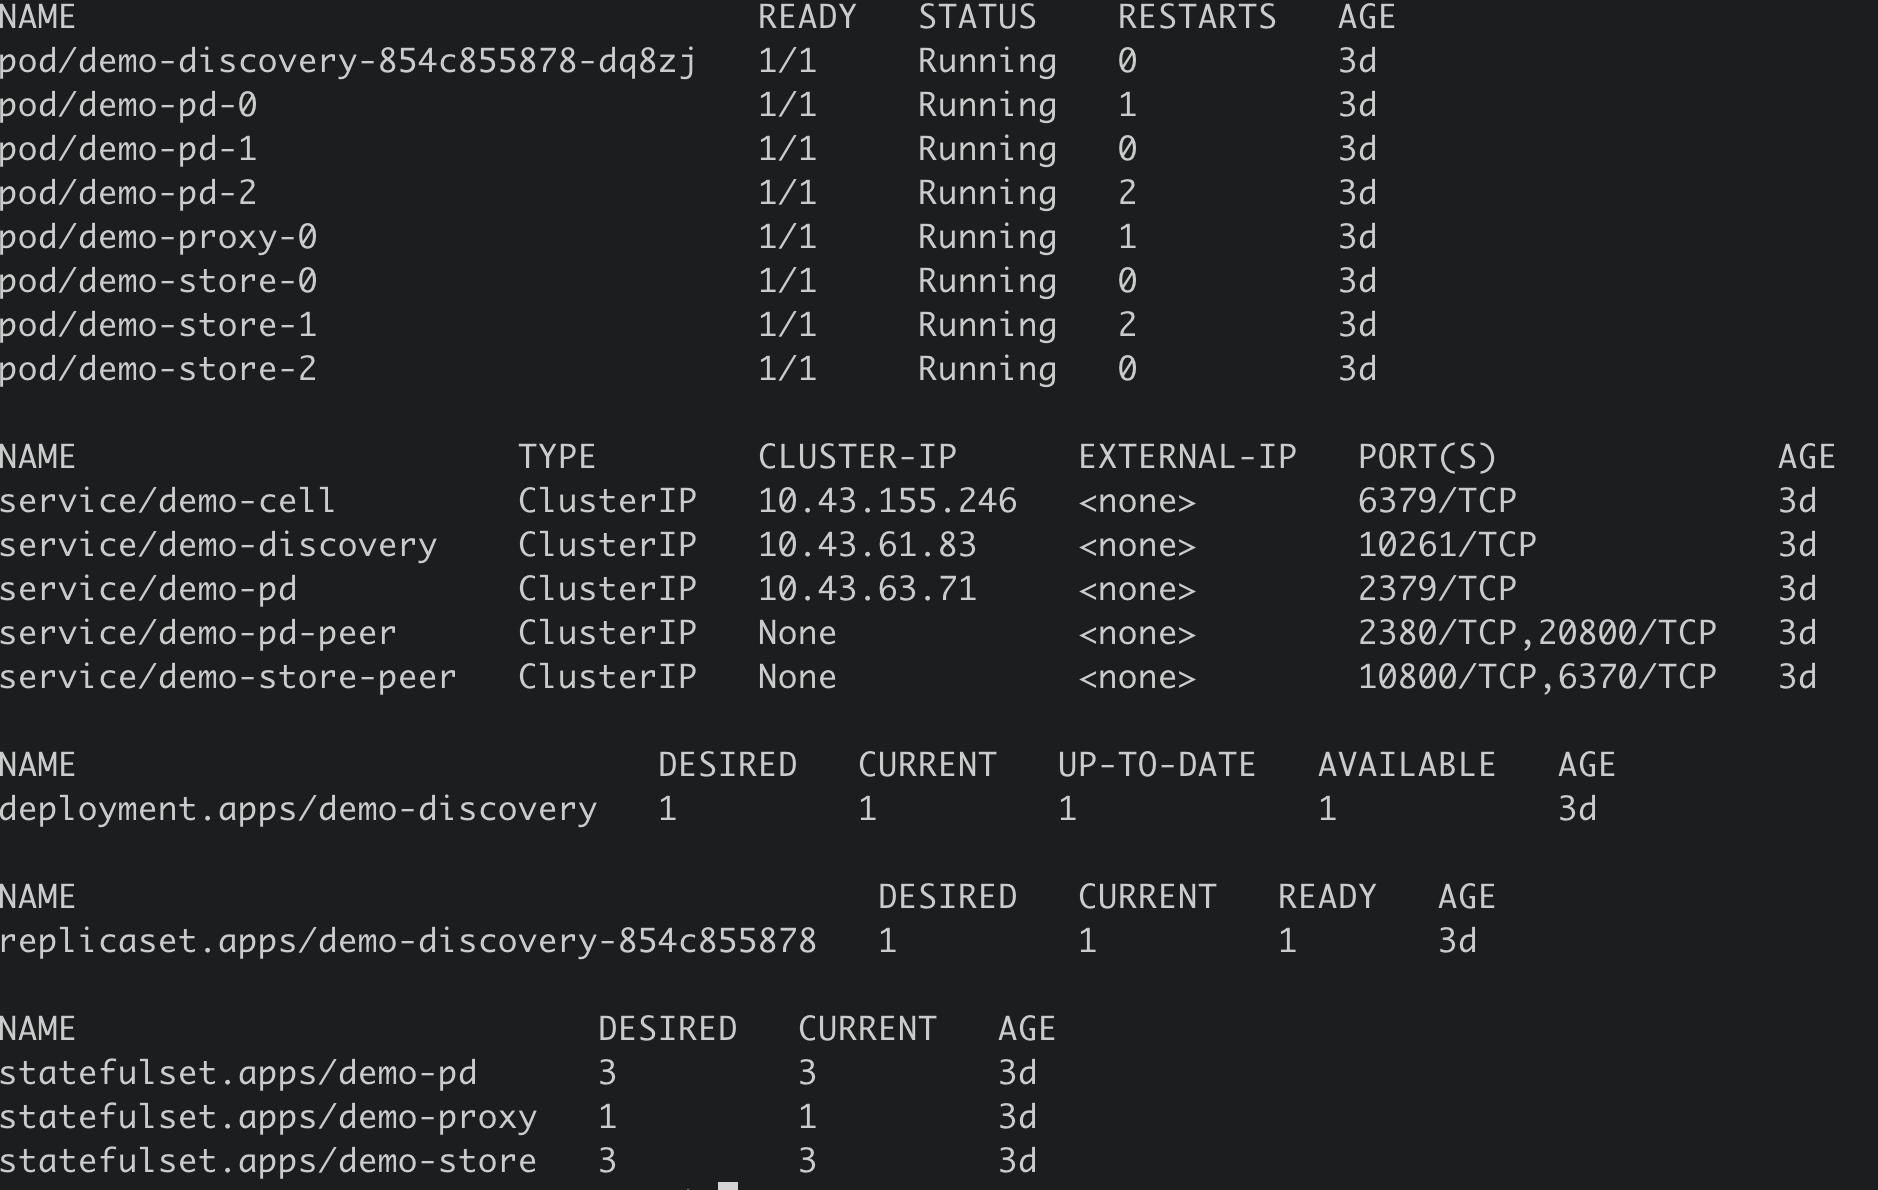 NAME READY STATUS RESTARTS AGE
pod/demo-discovery-854c855878-dq8zj 1/1 Running 0 3d
pod/demo-pd-0 1/1 Running 1 3d
pod/demo-pd-1 1/1 Running 0 3d
pod/demo-pd-2 1/1 Running 2 3d
pod/demo-proxy-0 1/1 Running 1 3d
pod/demo-store-0 1/1 Running 0 3d
pod/demo-store-1 1/1 Running 2 3d
pod/demo-store-2 1/1 Running 0 3d
NAME TYPE CLUSTER-IP EXTERNAL-IP PORT(S) AGE
service/demo-cell ClusterIP 10.43.155.246 <none> 6379/TCP 3d
service/demo-discovery ClusterIP 10.43.61.83 <none> 10261/TCP 3d
service/demo-pd ClusterIP 10.43.63.71 <none> 2379/TCP 3d
service/demo-pd-peer ClusterIP None <none> 2380/TCP,20800/TCP 3d
service/demo-store-peer ClusterIP None <none> 10800/TCP,6370/TCP 3d
NAME DESIRED CURRENT UP-TO-DATE AVAILABLE AGE
deployment.apps/demo-discovery 1 1 1 1 3d
NAME DESIRED CURRENT READY AGE
replicaset.apps/demo-discovery-854c855878 1 1 1 3d
NAME DESIRED CURRENT AGE
statefulset.apps/demo-pd 3 3 3d
statefulset.apps/demo-proxy 1 1 3d
statefulset.apps/demo-store 3 3 3d